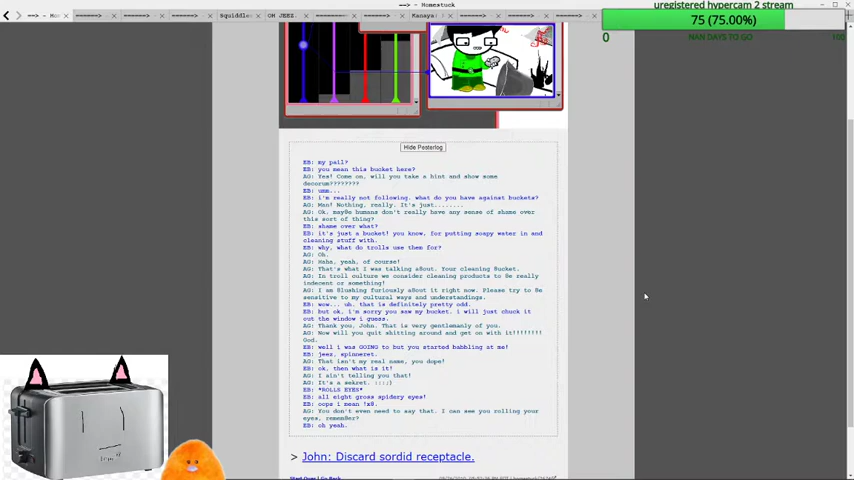 ==> - Homestuck
unregistered hypercam 2 stream
75 (75.00%)
0
NAN DAYS TO GO
100
Squiddles
OH JEEZ.
Kanaya:
Hide Pesterlog
EB: my pail?
EB: you mean this bucket here?
AG: Yes! Come on, will you take a hint and show some
decorum????????
EB: umm...
EB: i'm really not following. what do you have against buckets?
AG: Man! Nothing, really. It's just........
AG: Ok, may8e humans don't really have any sense of shame over
this sort of thing?
EB: shame over what?
EB: it's just a bucket! you know, for putting soapy water in and
cleaning stuff with.
EB: why, what do trolls use them for?
AG: Oh.
AG: Haha, yeah, of course!
AG: That's what I was talking a8out. Your cleaning 8ucket.
AG: In troll culture we consider cleaning products to 8e really
indecent or something!
AG: I am 8lushing furiously a8out it right now. Please try to 8e
sensitive to my cultural ways and understandings.
EB: wow... uh. that is definitely pretty odd.
EB: but ok. i'm sorry you saw my bucket. i will just chuck it
out the window i guess.
AG: Thank you, John. That is very gentlemanly of you.
AG: Now will you quit shitting around and get on with it!!!!!!!!
God.
EB: well i was GOING to but you started babbling at me!
EB: jeez, spinneret.
AG: That isn't my real name, you dope!
EB: ok, then what is it!
AG: I ain't telling you that!
AG: It's a sekret. ::::)
EB: *ROLLS EYES*
EB: all eight gross spidery eyes!
EB: oops i mean *x8.
AG: You don't even need to say that. I can see you rolling your
eyes, remem8er?
EB: oh yeah.
> John: Discard sordid receptacle.
Start Over | Go Back